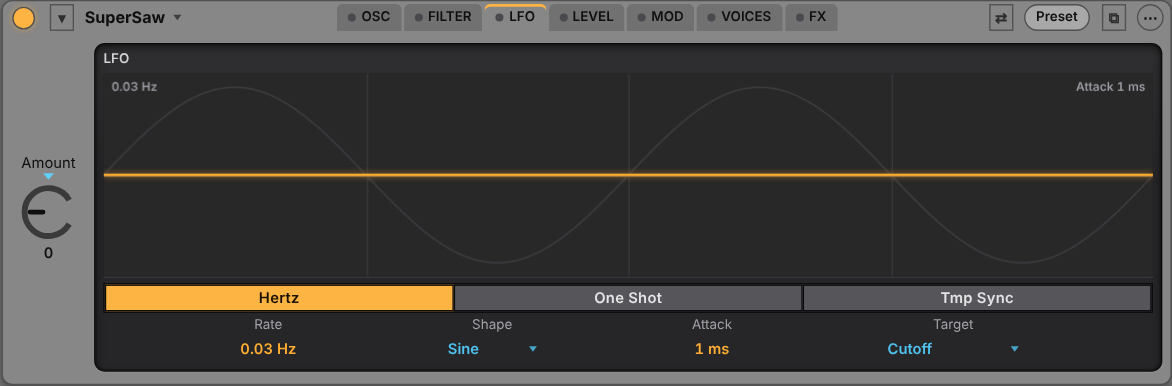 SuperSaw
OSC
FILTER
LFO
LEVEL
MOD
VOICES
FX
Preset
LFO
0.03 Hz
Attack 1 ms
Amount
0
Hertz
One Shot
Tmp Sync
Rate
Shape
Attack
Target
0.03 Hz
Sine
1 ms
Cutoff